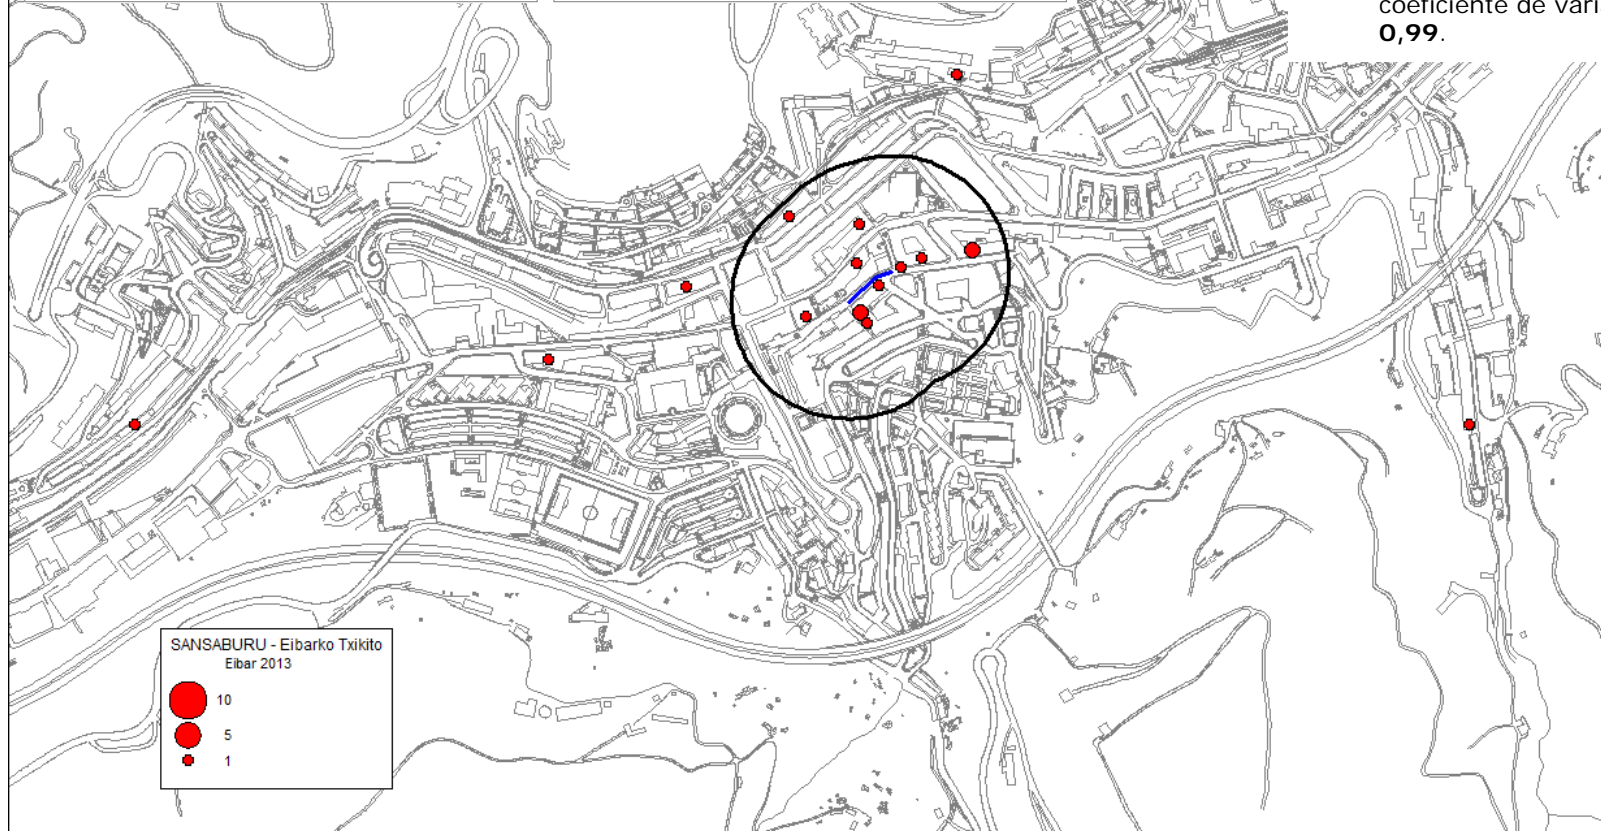 coeficiente de vari
0,99.
SANSABURU - Eibarko Txikito
Eibar 2013
10
5
1